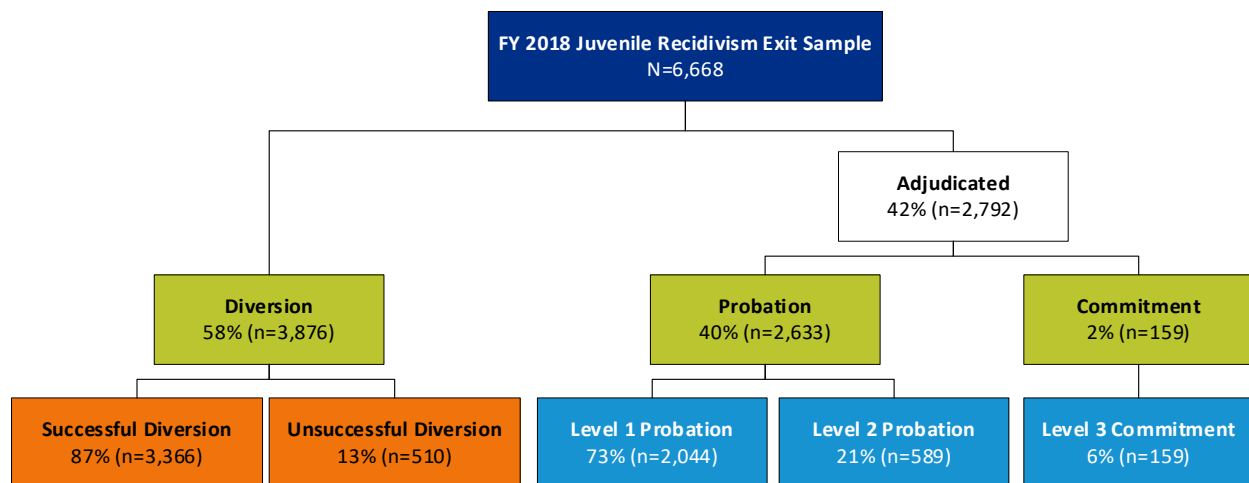 FY 2018 Juvenile Recidivism Exit Sample
N=6,668
Adjudicated
42% (n=2,792)
Diversion
58% (n=3,876)
Probation
40% (n=2,633)
Commitment
2% (n=159)
Successful Diversion
87% (n=3,366)
Unsuccessful Diversion
13% (n=510)
Level 1 Probation
73% (n=2,044)
Level 2 Probation
21% (n=589)
Level 3 Commitment
6% (n=159)